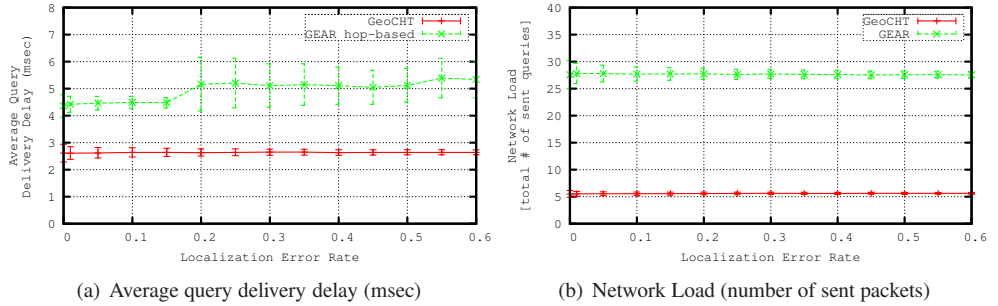 8
7
6
5
4
3
2
1
0
Average Query
Delivery Delay (msec)
GeoCHT
GEAR hop-based
0 0.1 0.2 0.3 0.4 0.5 0.6
Localization Error Rate
(a) Average query delivery delay (msec)
40
35
30
25
20
15
10
5
0
Network Load
[total # of sent queries]
GeoCHT
GEAR
0 0.1 0.2 0.3 0.4 0.5 0.6
Localization Error Rate
(b) Network Load (number of sent packets)